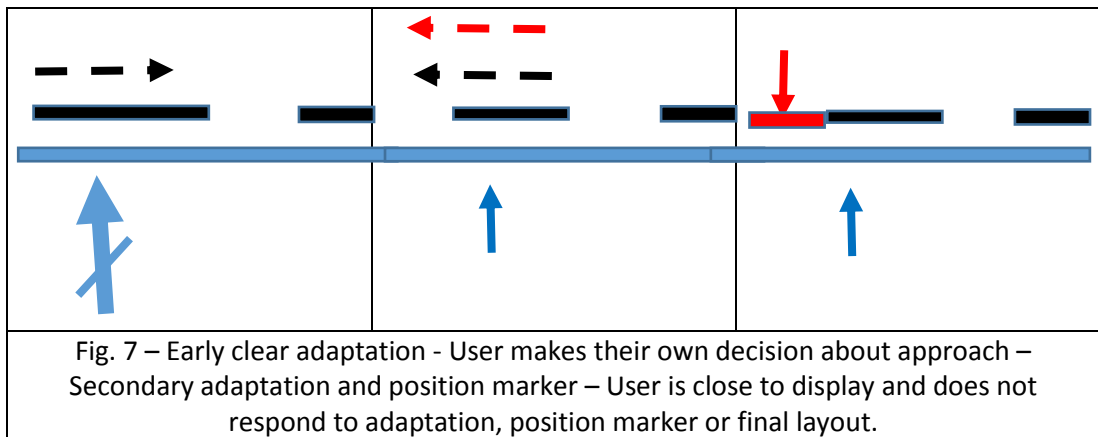 Fig. 7 – Early clear adaptation - User makes their own decision about approach –
Secondary adaptation and position marker – User is close to display and does not
respond to adaptation, position marker or final layout.